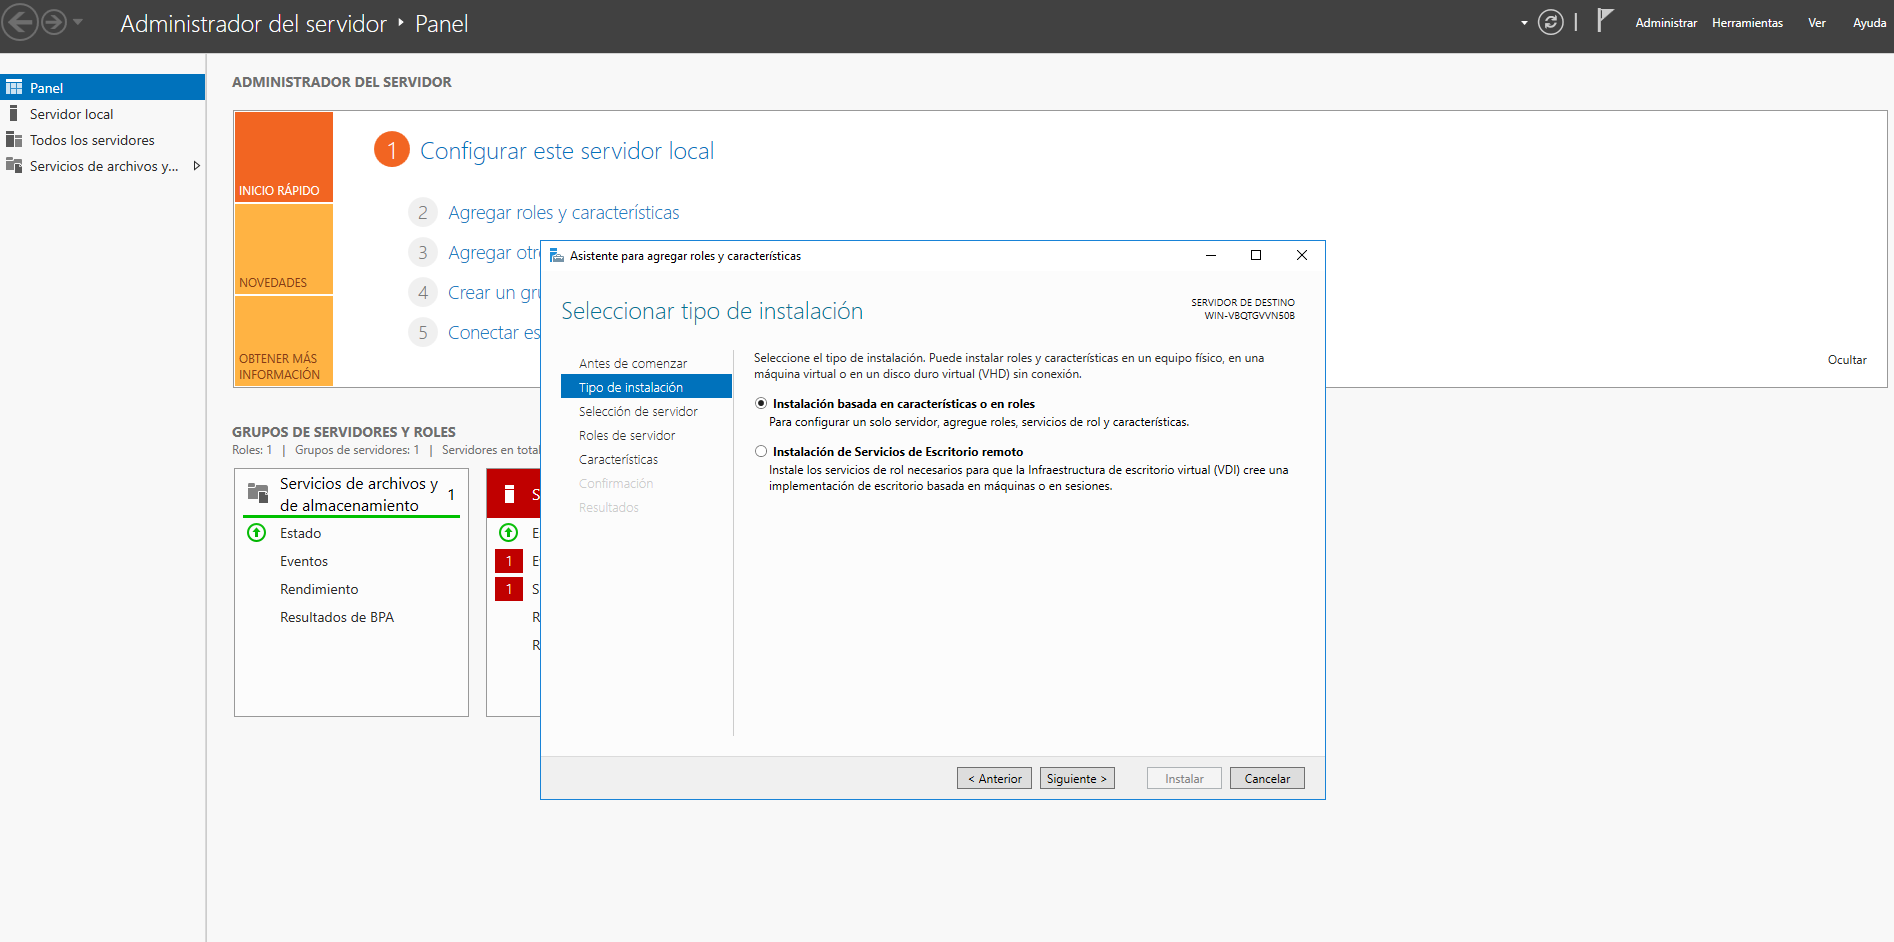 Administrador del servidor ‣ Panel
Administrar Herramientas Ver Ayuda
Panel
Servidor local
Todos los servidores
Servicios de archivos y...
ADMINISTRADOR DEL SERVIDOR
INICIO RÁPIDO
NOVEDADES
OBTENER MÁS
INFORMACIÓN
1 Configurar este servidor local
2 Agregar roles y características
3 Agregar otr
4 Crear un gru
5 Conectar es
Ocultar
GRUPOS DE SERVIDORES Y ROLES
Roles: 1 | Grupos de servidores: 1 | Servidores en total
Servicios de archivos y
de almacenamiento
1
Estado
Eventos
Rendimiento
Resultados de BPA
S
E
1 E
1 S
R
R
Asistente para agregar roles y características
Seleccionar tipo de instalación
SERVIDOR DE DESTINO
WIN-VBQTGVVN50B
Antes de comenzar
Tipo de instalación
Selección de servidor
Roles de servidor
Características
Confirmación
Resultados
Seleccione el tipo de instalación. Puede instalar roles y características en un equipo físico, en una
máquina virtual o en un disco duro virtual (VHD) sin conexión.
Instalación basada en características o en roles
Para configurar un solo servidor, agregue roles, servicios de rol y características.
Instalación de Servicios de Escritorio remoto
Instale los servicios de rol necesarios para que la Infraestructura de escritorio virtual (VDI) cree una
implementación de escritorio basada en máquinas o en sesiones.
< Anterior Siguiente > Instalar Cancelar